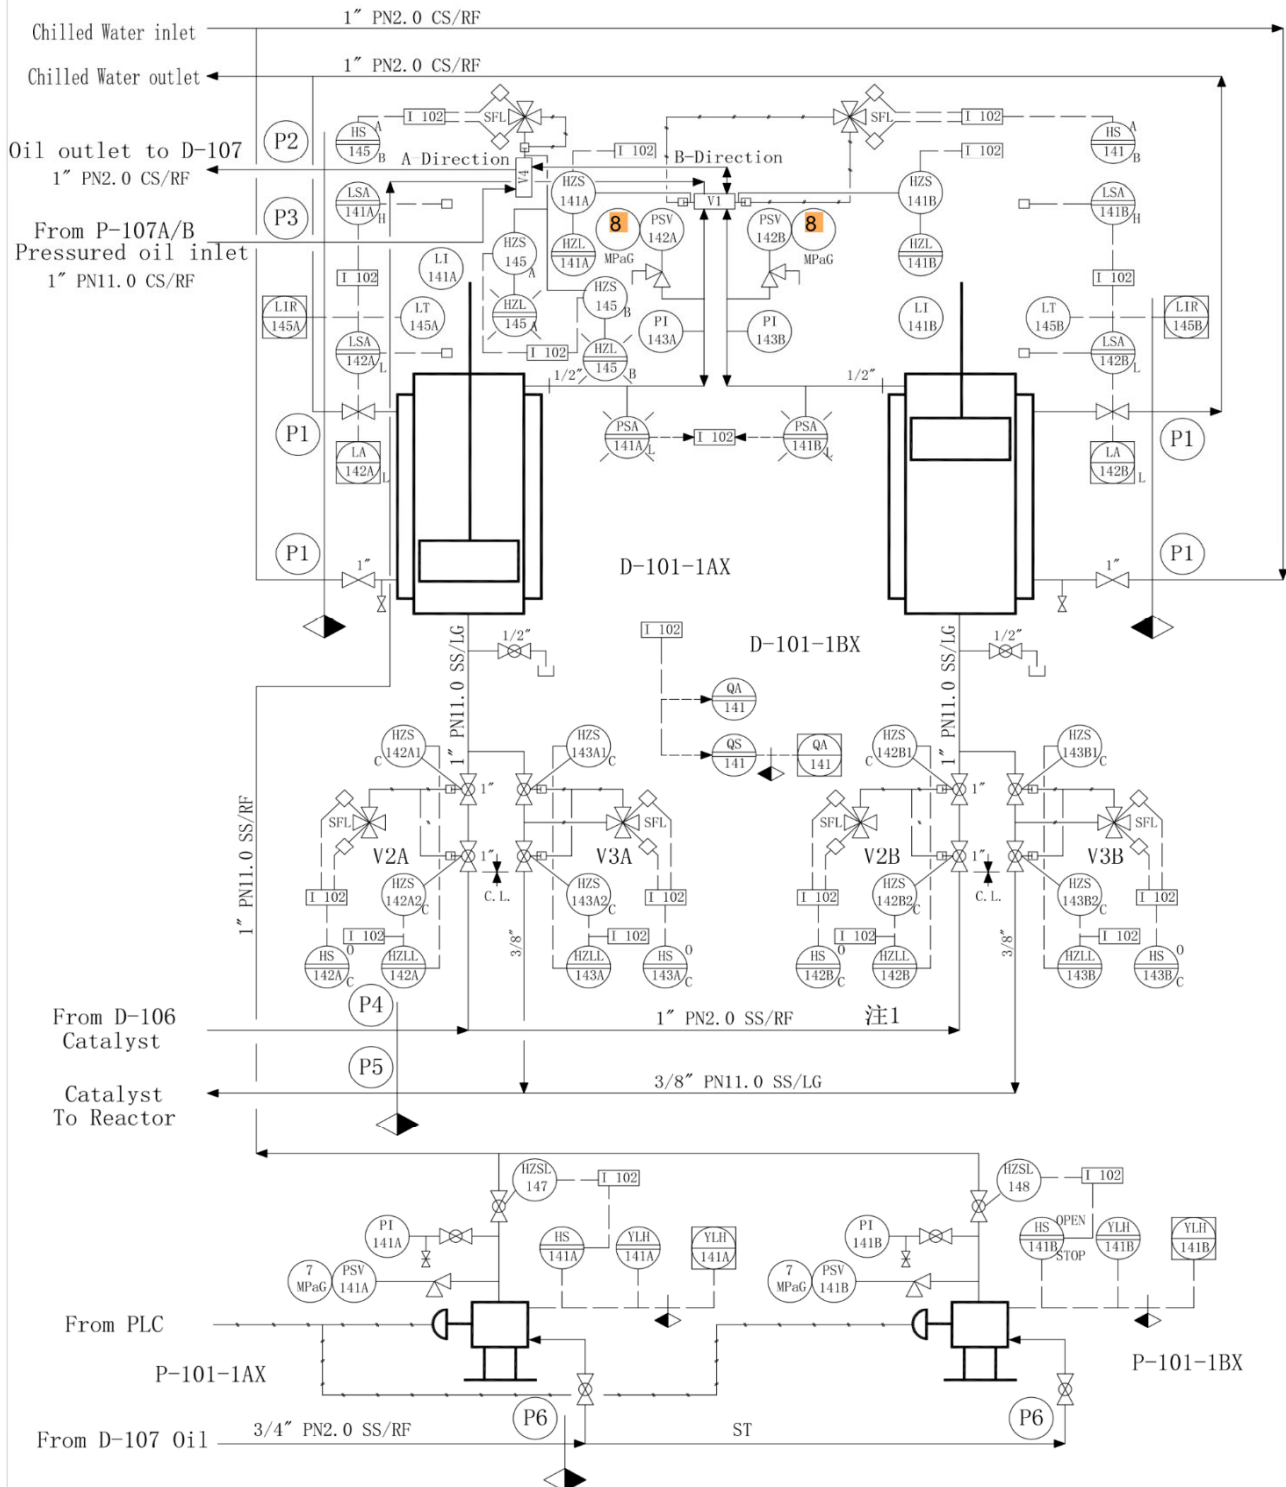 1" PN2.0 CS/RF
Chilled Water inlet
1" PN2.0 CS/RF
Chilled Water outlet
P2
HS
145
A
B
I 102
SFL
SFL
I 102
HS
141
A
B
Oil outlet to D-107
1" PN2.0 CS/RF
A-Direction
V4
I 102
B-Direction
I 102
P3
LSA
141A
H
HZS
141A
V1
HZS
141B
LSA
141B
H
From P-107A/B
Pressured oil inlet
1" PN11.0 CS/RF
8
MPaG
PSV
142A
PSV
142B
8
MPaG
HZS
145
A
HZL
141A
HZL
141B
I 102
LI
141A
I 102
LIR
145A
LT
145A
HZL
145
A
HZS
145
B
PI
143A
PI
143B
LI
141B
LT
145B
LIR
145B
LSA
142A
L
I 102
HZL
145
B
LSA
142B
L
1/2"
1/2"
P1
LA
142A
L
PSA
141A
L
I 102
PSA
141B
L
LA
142B
L
P1
P1
1"
D-101-1AX
1"
P1
1/2"
I 102
D-101-1BX
1/2"
1" PN11.0 SS/LG
1" PN11.0 SS/LG
QA
141
HZS
142A1
C
HZS
143A1
C
QS
141
QA
141
HZS
142B1
C
HZS
143B1
C
1"
1"
SFL
SFL
SFL
SFL
V2A
1"
V3A
V2B
1"
V3B
1" PN11.0 SS/RF
I 102
HZS
142A2
C
C.L.
HZS
143A2
C
I 102
I 102
HZS
142B2
C
C.L.
HZS
143B2
C
I 102
I 102
3/8"
I 102
I 102
3/8"
I 102
HS
142A
O
C
HZLL
142A
HZLL
143A
HS
143A
O
C
HS
142B
O
C
HZLL
142B
HZLL
143B
HS
143B
O
C
P4
From D-106
Catalyst
1" PN2.0 SS/RF
注1
P5
Catalyst
To Reactor
3/8" PN11.0 SS/LG
HZSL
147
I 102
HZSL
148
I 102
PI
141A
HS
141A
YLH
141A
YLH
141A
PI
141B
HS
141B
OPEN
STOP
YLH
141B
YLH
141B
7
MPaG
PSV
141A
7
MPaG
PSV
141B
From PLC
P-101-1AX
P-101-1BX
P6
P6
From D-107 Oil
3/4" PN2.0 SS/RF
ST